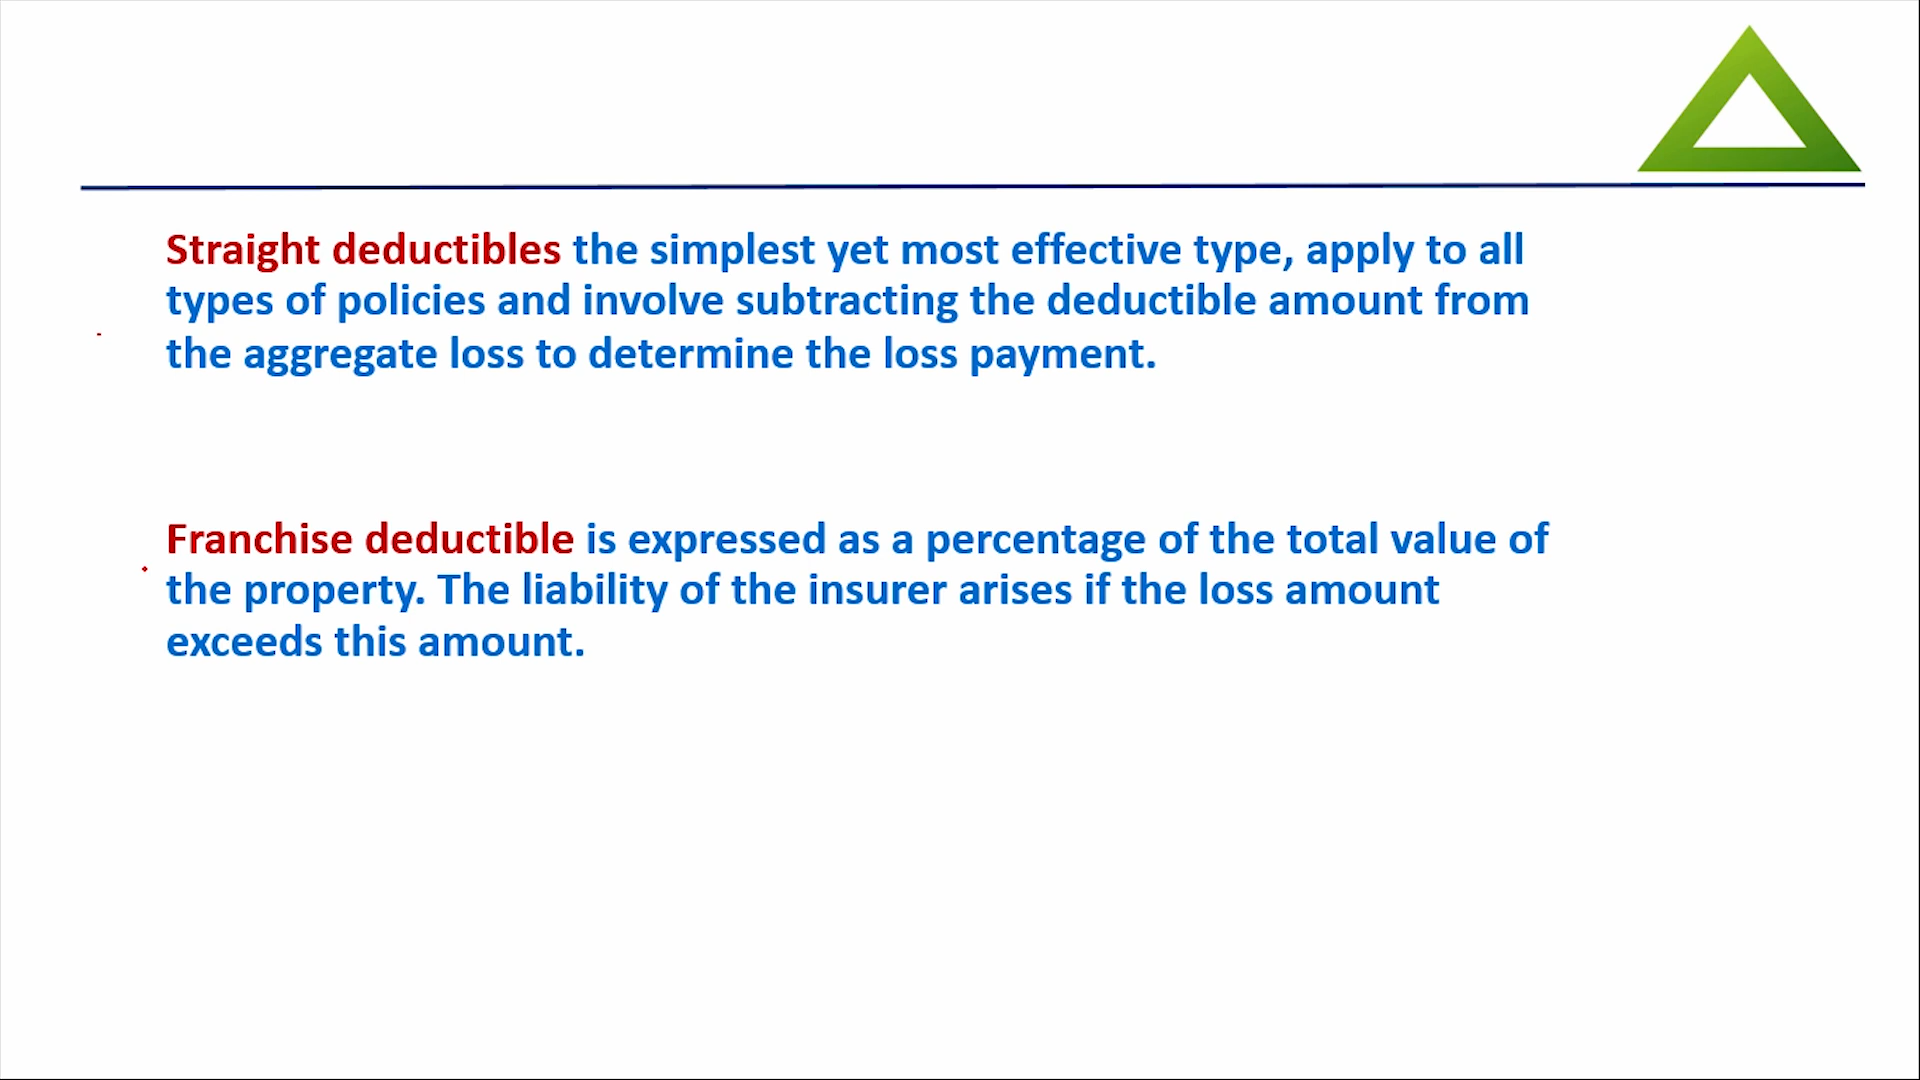 Straight deductibles the simplest yet most effective type, apply to all
types of policies and involve subtracting the deductible amount from
the aggregate loss to determine the loss payment.
Franchise deductible is expressed as a percentage of the total value of
the property. The liability of the insurer arises if the loss amount
exceeds this amount.